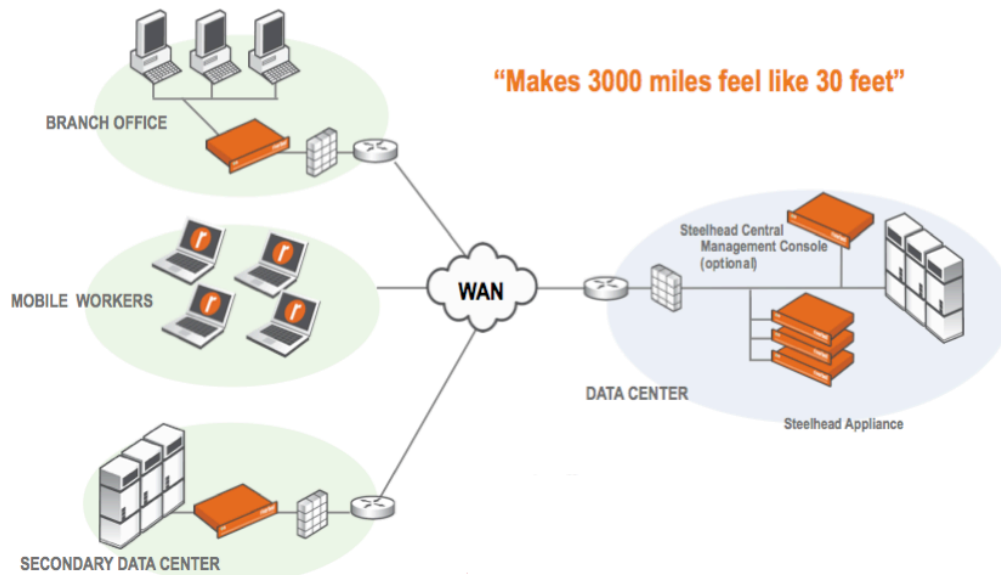 “Makes 3000 miles feel like 30 feet”
BRANCH OFFICE
Steelhead Central
Management Console
(optional)
MOBILE WORKERS
WAN
DATA CENTER
Steelhead Appliance
SECONDARY DATA CENTER